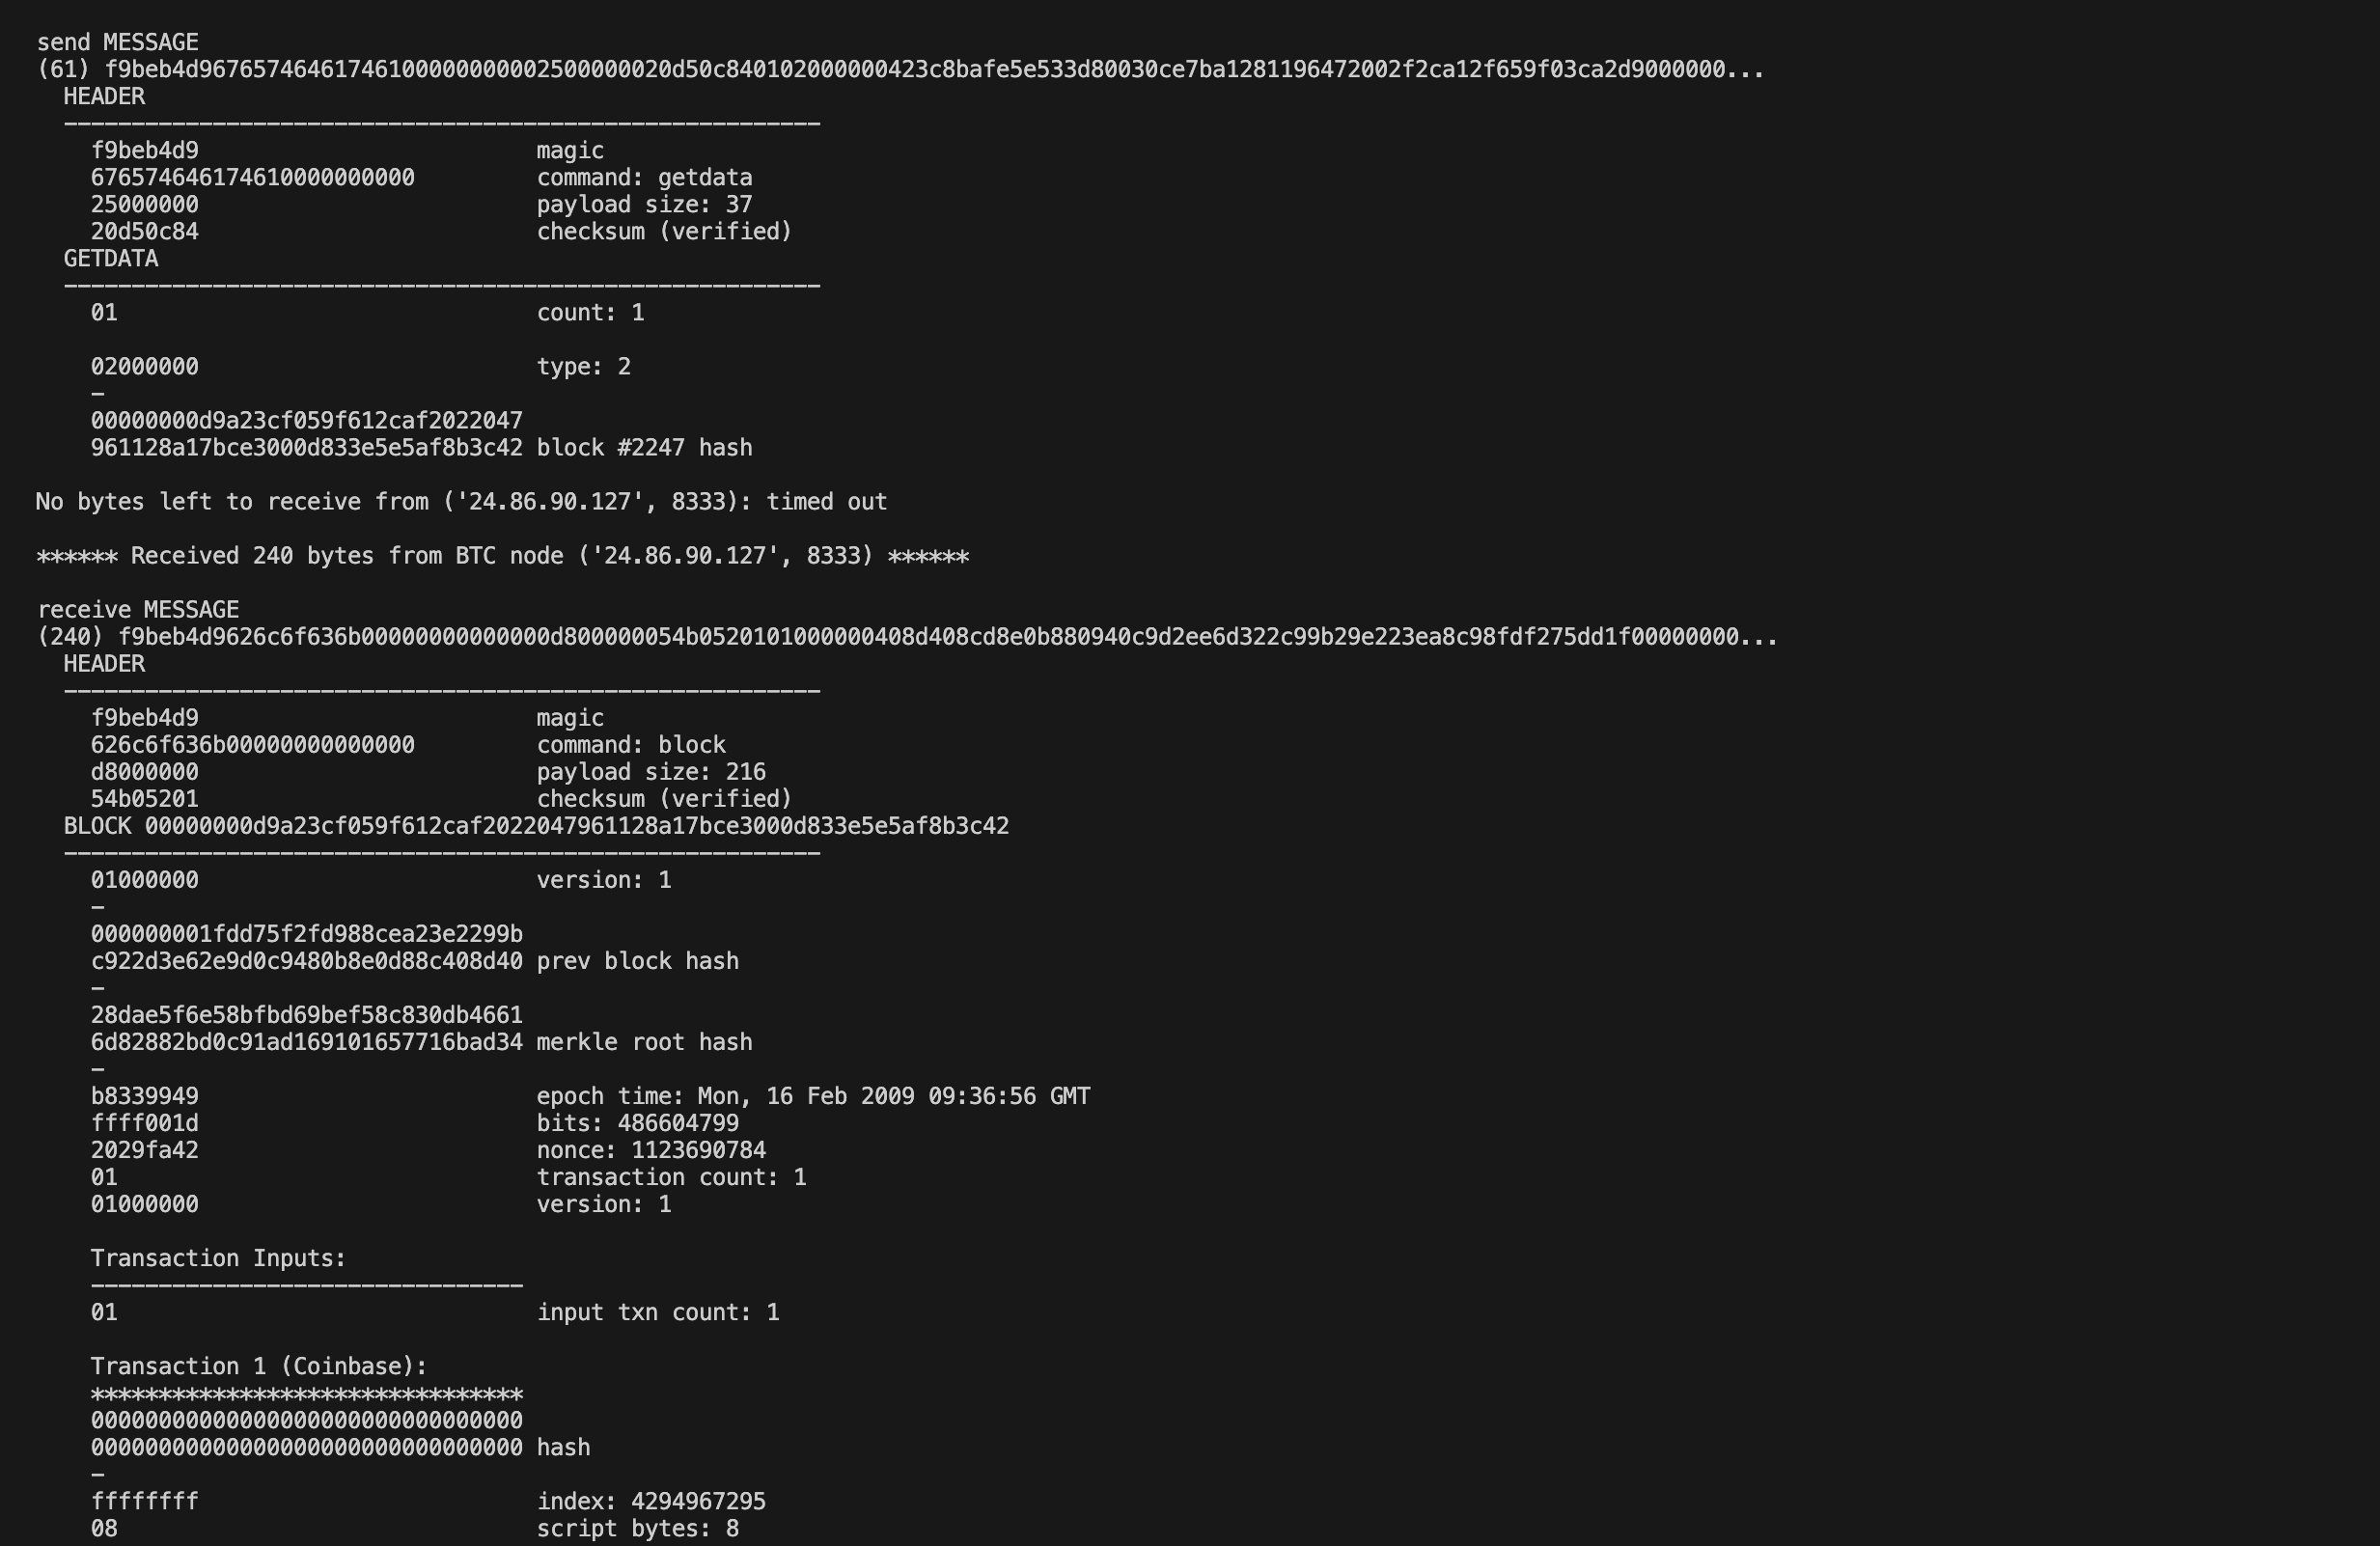 send MESSAGE
(61) f9beb4d96765746461746100000000002500000020d50c840102000000423c8bafe5e533d80030ce7ba1281196472002f2ca12f659f03ca2d9000000...
HEADER
--------------------------------------------------------
f9beb4d9 magic
676574646174610000000000 command: getdata
25000000 payload size: 37
20d50c84 checksum (verified)
GETDATA
--------------------------------------------------------
01 count: 1
02000000 type: 2
-
00000000d9a23cf059f612caf2022047
961128a17bce3000d833e5e5af8b3c42 block #2247 hash
No bytes left to receive from ('24.86.90.127', 8333): timed out
****** Received 240 bytes from BTC node ('24.86.90.127', 8333) ******
receive MESSAGE
(240) f9beb4d9626c6f636b00000000000000d800000054b0520101000000408d408cd8e0b880940c9d2ee6d322c99b29e223ea8c98fdf275dd1f00000000...
HEADER
--------------------------------------------------------
f9beb4d9 magic
626c6f636b00000000000000 command: block
d8000000 payload size: 216
54b05201 checksum (verified)
BLOCK 00000000d9a23cf059f612caf2022047961128a17bce3000d833e5e5af8b3c42
--------------------------------------------------------
01000000 version: 1
-
000000001fdd75f2fd988cea23e2299b
c922d3e62e9d0c9480b8e0d88c408d40 prev block hash
-
28dae5f6e58bfbd69bef58c830db4661
6d82882bd0c91ad169101657716bad34 merkle root hash
-
b8339949 epoch time: Mon, 16 Feb 2009 09:36:56 GMT
ffff001d bits: 486604799
2029fa42 nonce: 1123690784
01 transaction count: 1
01000000 version: 1
Transaction Inputs:
--------------------------------
01 input txn count: 1
Transaction 1 (Coinbase):
********************************
00000000000000000000000000000000
00000000000000000000000000000000 hash
-
ffffffff index: 4294967295
08 script bytes: 8